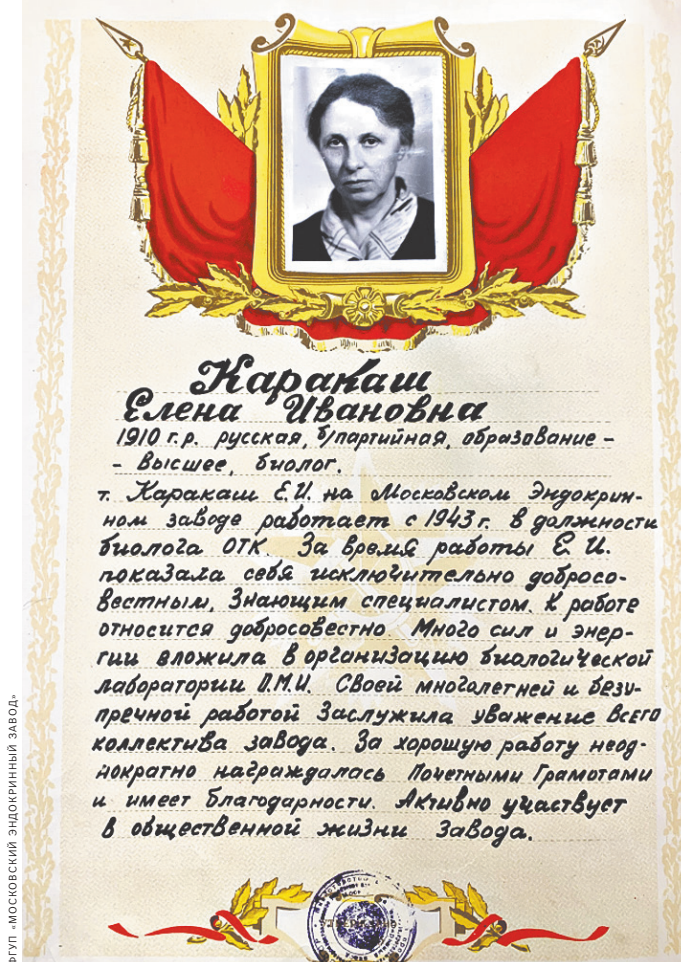 Каракаш
Елена Ивановна
1910 г.р. русская, б/партийная, образование –
– высшее, биолог.
т. Каракаш Е.И. на Московском Эндокрин-
ном заводе работает с 1943 г. в должности
биолога ОТК. За время работы Е. И.
показала себя исключительно добросо-
вестным, знающим специалистом. К работе
относится добросовестно Много сил и энер-
гии вложила в организацию биологической
лаборатории П.М.И. Своей многолетней и безу-
пречной работой Заслужила уважение Всего
коллектива завода. За хорошую работу неод-
нократно награждалась Почетными Грамотами
и имеет благодарности. Активно участвует
в общественной жизни Завода.
ФГУП «МОСКОВСКИЙ ЭНДОКРИННЫЙ ЗАВОД»